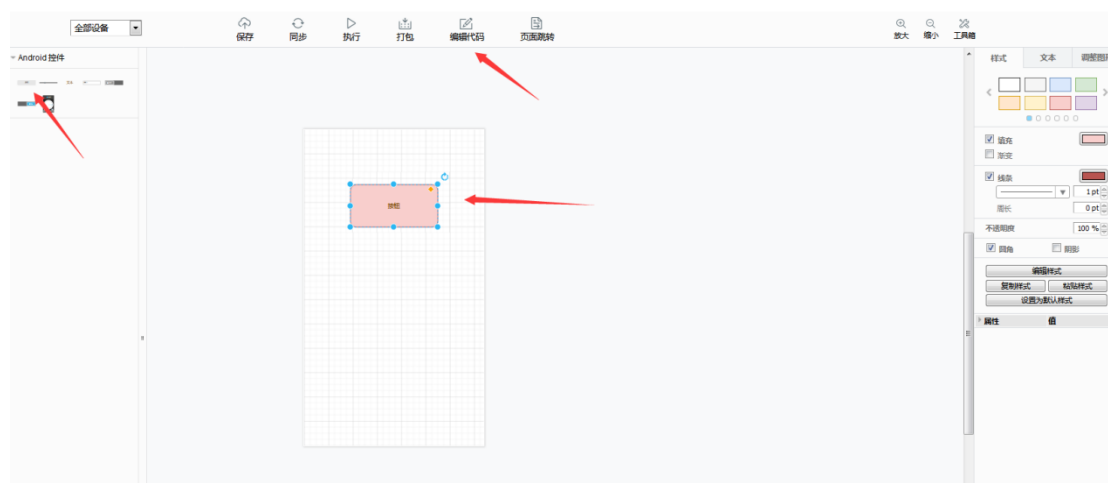 全部设备
保存 同步 执行 打包 编辑代码 页面跳转
放大 缩小 工具箱
Android 控件
按钮
样式 文本 调整图形
填充
渐变
线条
1 pt
周长 0 pt
不透明度 100 %
圆角 阴影
编辑样式
复制样式 粘贴样式
设置为默认样式
属性 值